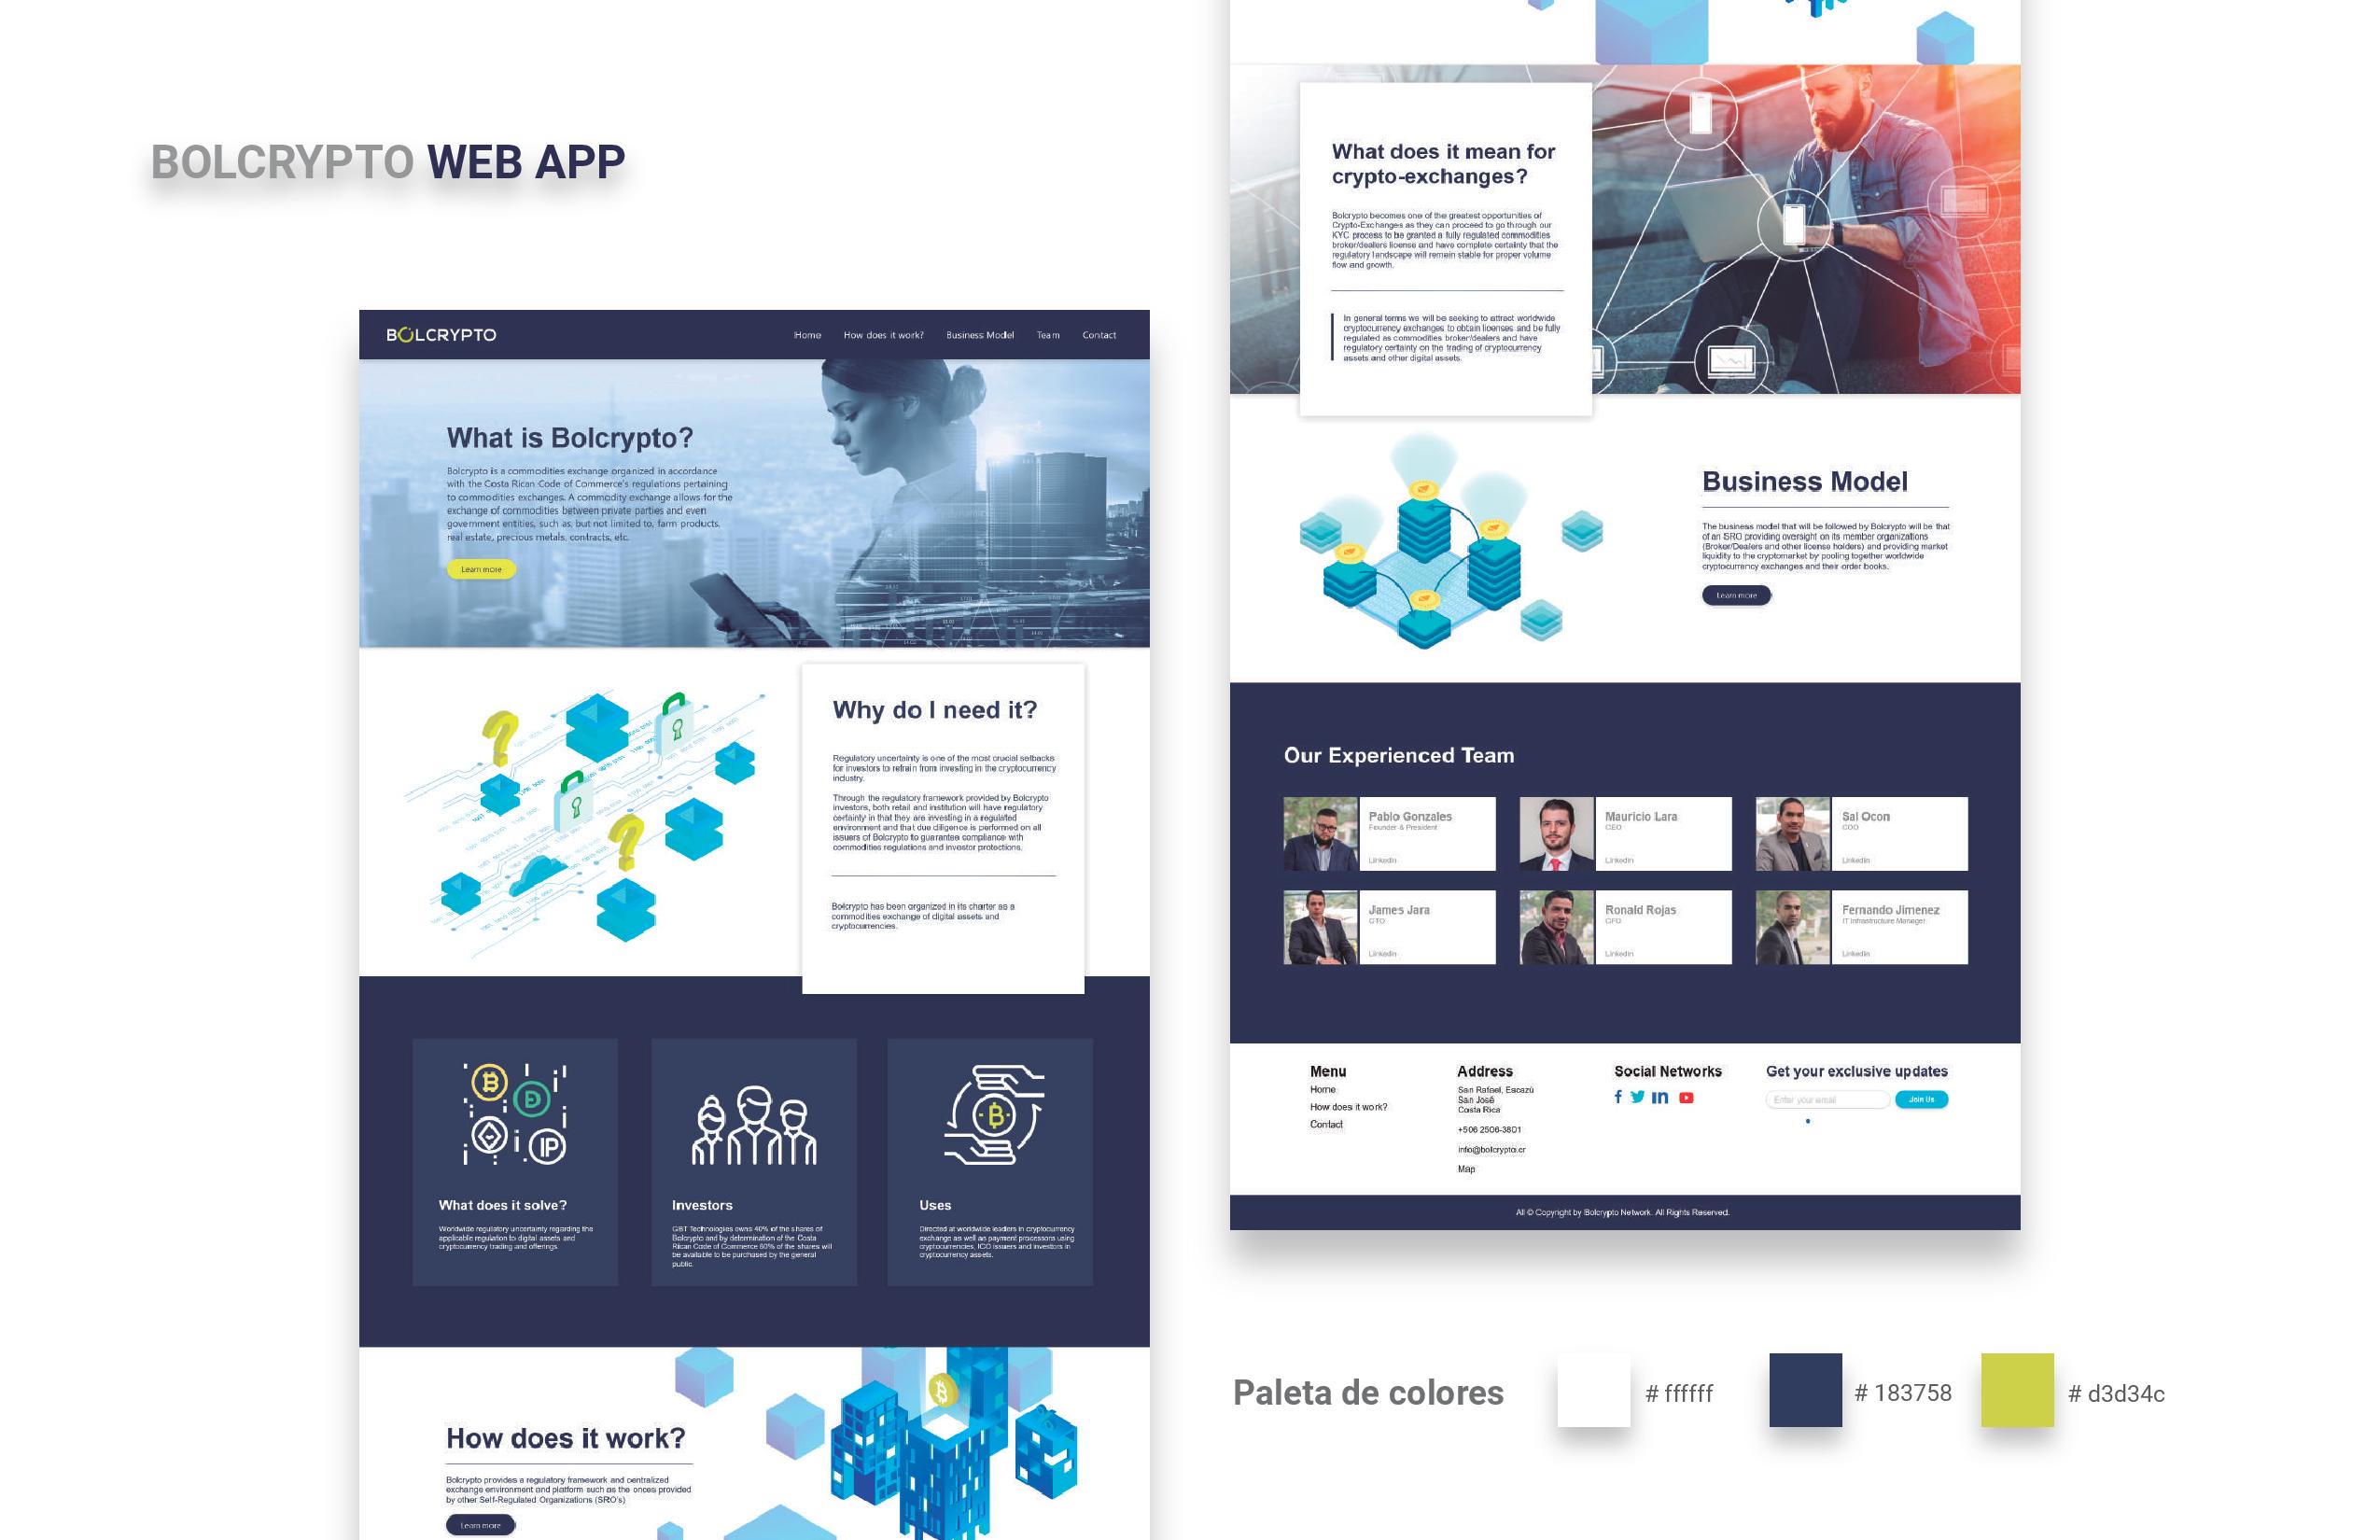 BOLCRYPTO WEB APP
BOLCRYPTO
Home How does it work? Business Model Team Contact
What is Bolcrypto?
Bolcrypto is a commodities exchange organized in accordance
with the Costa Rican Code of Commerce's regulations pertaining
to commodities exchanges. A commodity exchange allows for the
exchange of commodities between private parties and even
government entities, such as, but not limited to, farm products,
real estate, precious metals, contracts, etc.
Learn more
Why do I need it?
Regulatory uncertainty is one of the most crucial setbacks
for investors to refrain from investing in the cryptocurrency
industry.
Through the regulatory framework provided by Bolcrypto
investors, both retail and institution will have regulatory
certainty in that they are investing in a regulated
environment and that due diligence is performed on all
issuers of Bolcrypto to guarantee compliance with
commodities regulations and investor protections.
Bolcrypto has been organized in its charter as a
commodities exchange of digital assets and
cryptocurrencies.
What does it solve?
Worldwide regulatory uncertainty regarding the
applicable regulation to digital assets and
cryptocurrency trading and offerings.
Investors
GBT Technologies owns 40% of the shares of
Bolcrypto and by determination of the Costa
Rican Code of Commerce 60% of the shares will
be available to be purchased by the general
public.
Uses
Directed at worldwide leaders in cryptocurrency
exchange as well as payment processors using
cryptocurrencies, ICO issuers and investors in
cryptocurrency assets.
How does it work?
Bolcrypto provides a regulatory framework and centralized
exchange environment and platform such as the onces provided
by other Self-Regulated Organizations (SRO's)
Learn more
What does it mean for
crypto-exchanges?
Bolcrypto becomes one of the greatest opportunities of
Crypto-Exchanges as they can proceed to go through our
KYC process to be granted a fully regulated commodities
broker/dealers license and have complete certainty that the
regulatory landscape will remain stable for proper volume
flow and growth.
In general terms we will be seeking to attract worldwide
cryptocurrency exchanges to obtain licenses and be fully
regulated as commodities broker/dealers and have
regulatory certainty on the trading of cryptocurrency
assets and other digital assets.
Business Model
The business model that will be followed by Bolcrypto will be that
of an SRO providing oversight on its member organizations
(Broker/Dealers and other license holders) and providing market
liquidity to the cryptomarket by pooling together worldwide
cryptocurrency exchanges and their order books.
Learn more
Our Experienced Team
Pablo Gonzales
Founder & President
Linkedin
Mauricio Lara
CEO
Linkedin
Sal Ocon
COO
Linkedin
James Jara
CTO
Linkedin
Ronald Rojas
CFO
Linkedin
Fernando Jimenez
IT Infrastructure Manager
Linkedin
Menu
Home
How does it work?
Contact
Address
San Rafael, Escazú
San José
Costa Rica
+506 2506-3801
info@bolcrypto.cr
Map
Social Networks
Get your exclusive updates
Enter your email
Join Us
All © Copyright by Bolcrypto Network. All Rights Reserved.
Paleta de colores
# ffffff
# 183758
# d3d34c